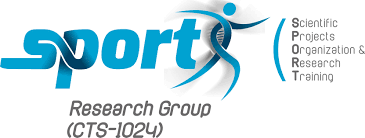 sport
Research Group
(CTS-1024)
Scientific
Projects
Organization &
Research
Training